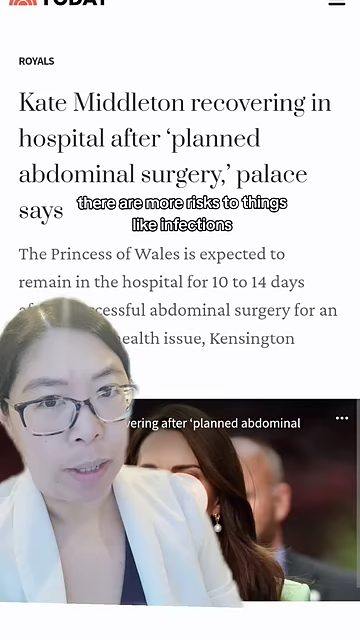 TODAY
ROYALS
Kate Middleton recovering in
hospital after ‘planned
abdominal surgery,’ palace
says
there are more risks to things
like infections
The Princess of Wales is expected to
remain in the hospital for 10 to 14 days
successful abdominal surgery for an
health issue, Kensington
after ‘planned abdominal